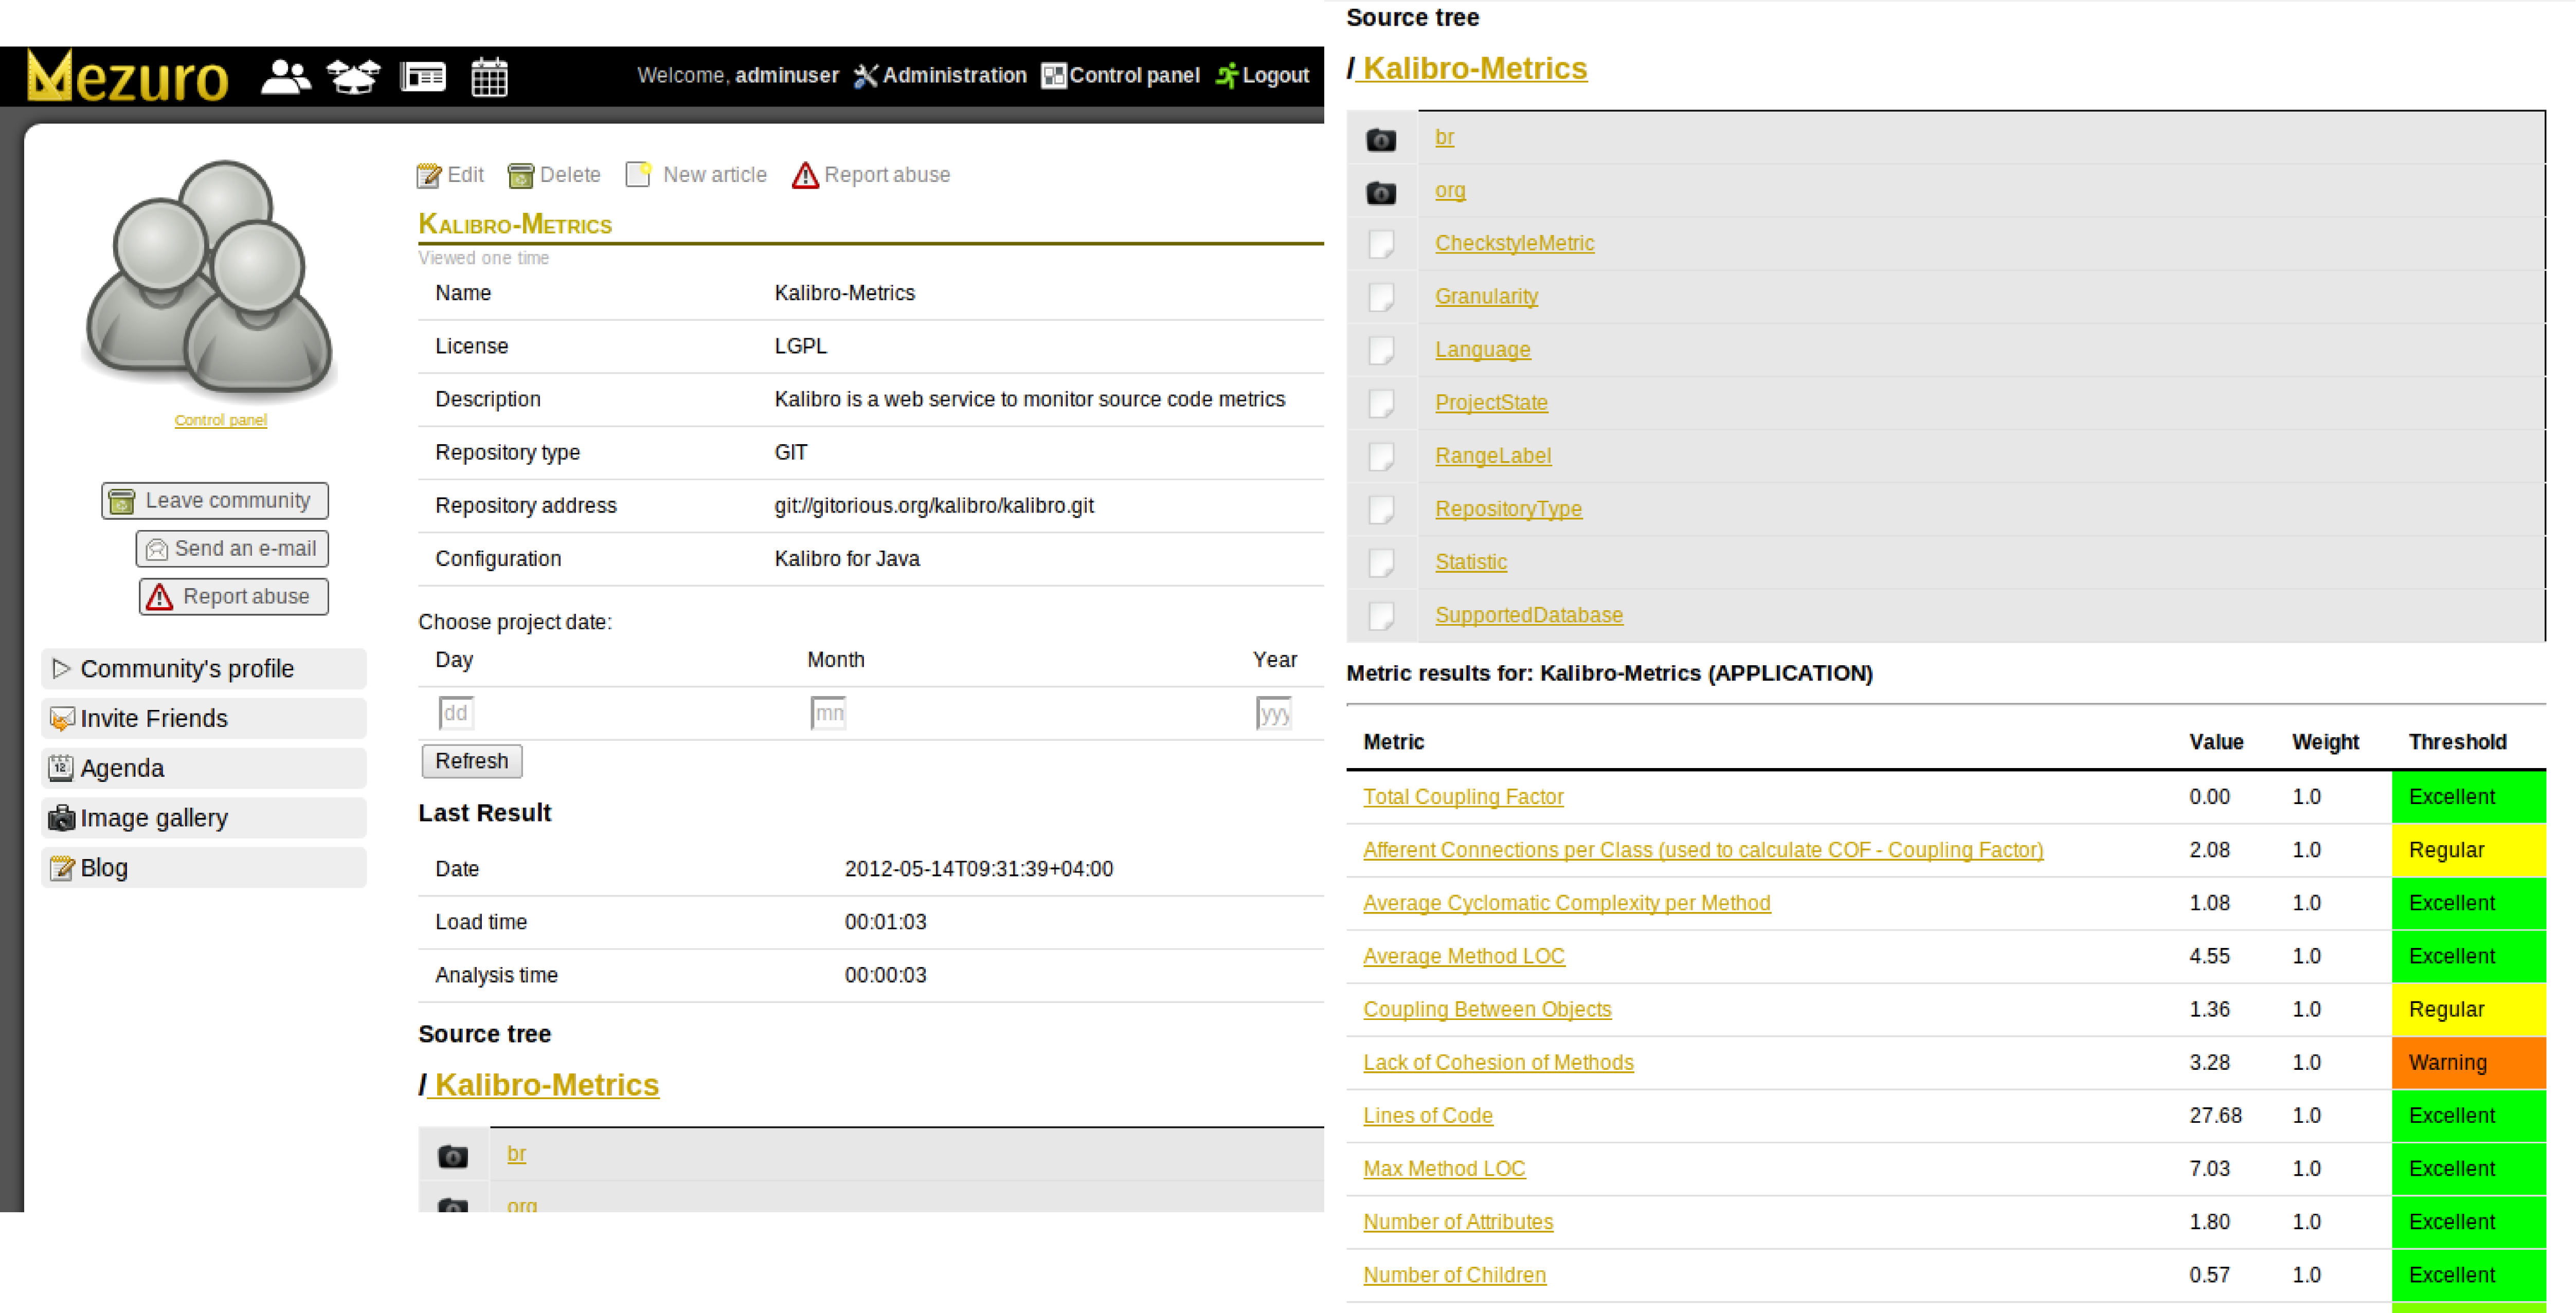 Mezuro
Welcome, adminuser Administration Control panel Logout
Control panel
Leave community
Send an e-mail
Report abuse
Community's profile
Invite Friends
12
Agenda
Image gallery
Blog
Edit Delete New article Report abuse
Kalibro-Metrics
Viewed one time
Name Kalibro-Metrics
License LGPL
Description Kalibro is a web service to monitor source code metrics
Repository type GIT
Repository address git://gitorious.org/kalibro/kalibro.git
Configuration Kalibro for Java
Choose project date:
Day Month Year
dd mn yyy
Refresh
Last Result
Date 2012-05-14T09:31:39+04:00
Load time 00:01:03
Analysis time 00:00:03
Source tree
/ Kalibro-Metrics
br
org
Source tree
/ Kalibro-Metrics
br
org
CheckstyleMetric
Granularity
Language
ProjectState
RangeLabel
RepositoryType
Statistic
SupportedDatabase
Metric results for: Kalibro-Metrics (APPLICATION)
Metric Value Weight Threshold
Total Coupling Factor 0.00 1.0 Excellent
Afferent Connections per Class (used to calculate COF - Coupling Factor) 2.08 1.0 Regular
Average Cyclomatic Complexity per Method 1.08 1.0 Excellent
Average Method LOC 4.55 1.0 Excellent
Coupling Between Objects 1.36 1.0 Regular
Lack of Cohesion of Methods 3.28 1.0 Warning
Lines of Code 27.68 1.0 Excellent
Max Method LOC 7.03 1.0 Excellent
Number of Attributes 1.80 1.0 Excellent
Number of Children 0.57 1.0 Excellent